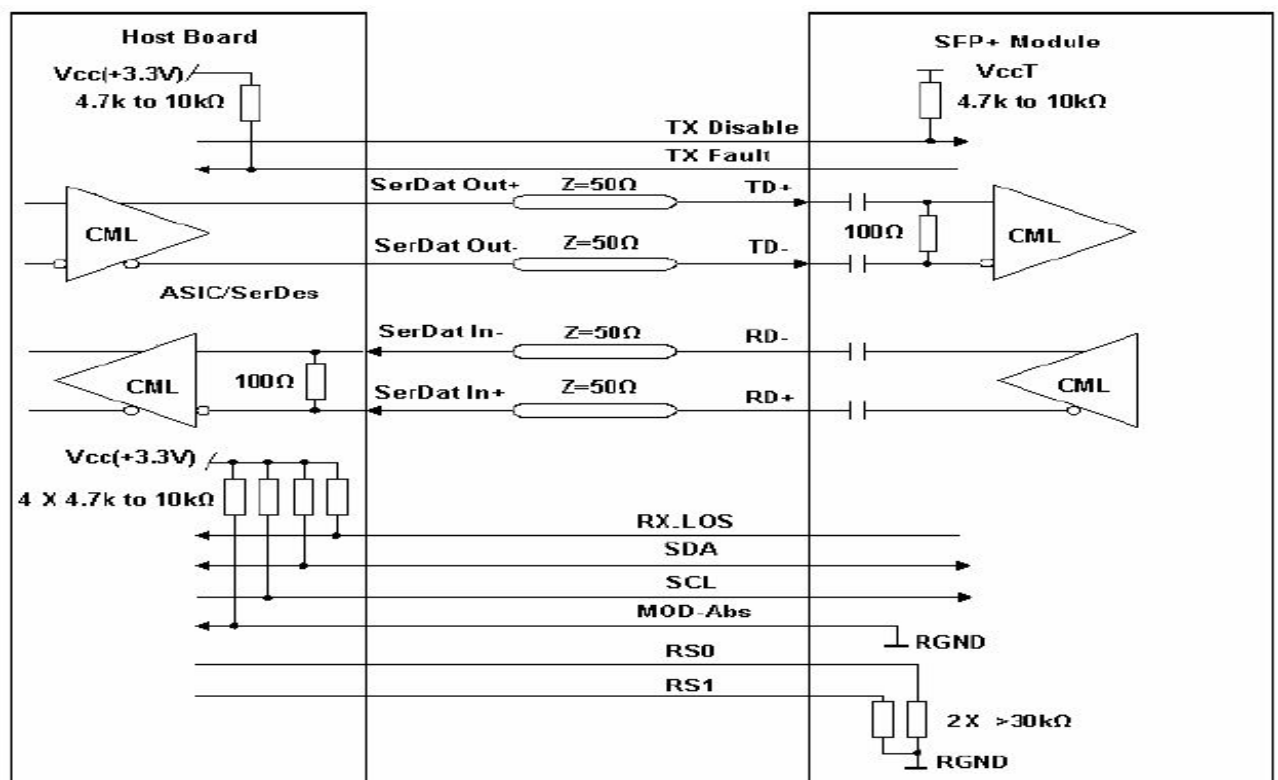 Host Board
SFP+ Module
Vcc(+3.3V)
4.7k to 10kΩ
VccT
4.7k to 10kΩ
TX Disable
TX Fault
SerDat Out+
Z=50Ω
TD+
CML
100Ω
CML
SerDat Out-
Z=50Ω
TD-
ASIC/SerDes
SerDat In-
Z=50Ω
RD-
CML
100Ω
CML
SerDat In+
Z=50Ω
RD+
Vcc(+3.3V)
4 X 4.7k to 10kΩ
RX-LOS
SDA
SCL
MOD-Abs
RGND
RS0
RS1
2X >30kΩ
RGND